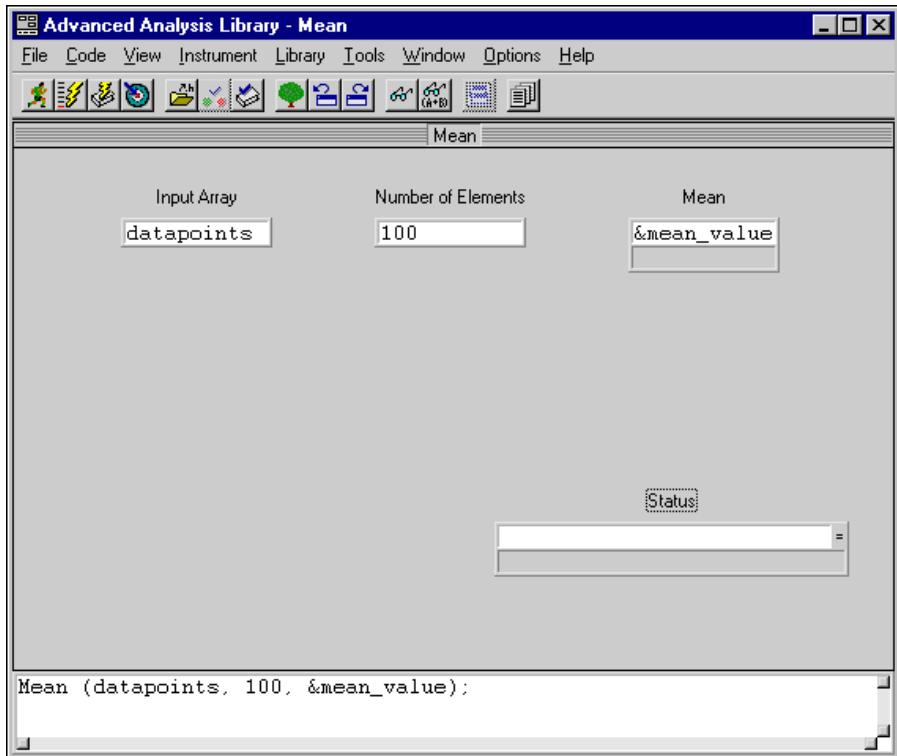 Advanced Analysis Library - Mean
File Code View Instrument Library Tools Window Options Help
Mean
Input Array Number of Elements Mean
datapoints 100 &mean_value
Status
=
Mean (datapoints, 100, &mean_value);